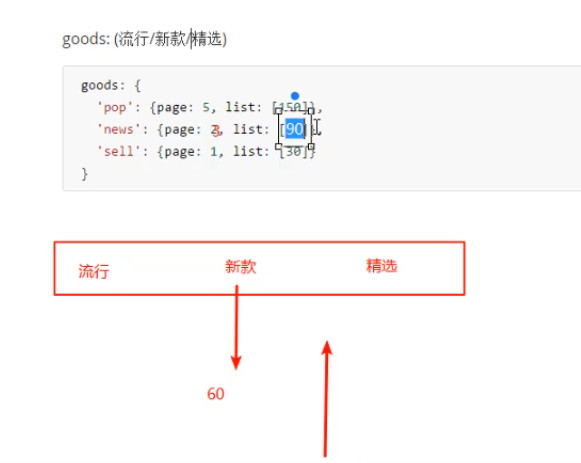 goods: (流行/新款/精选)
goods: {
'pop': {page: 5, list: [150]},
'news': {page: 3, list: [90]},
'sell': {page: 1, list: [30]}
}
流行 新款 精选
60